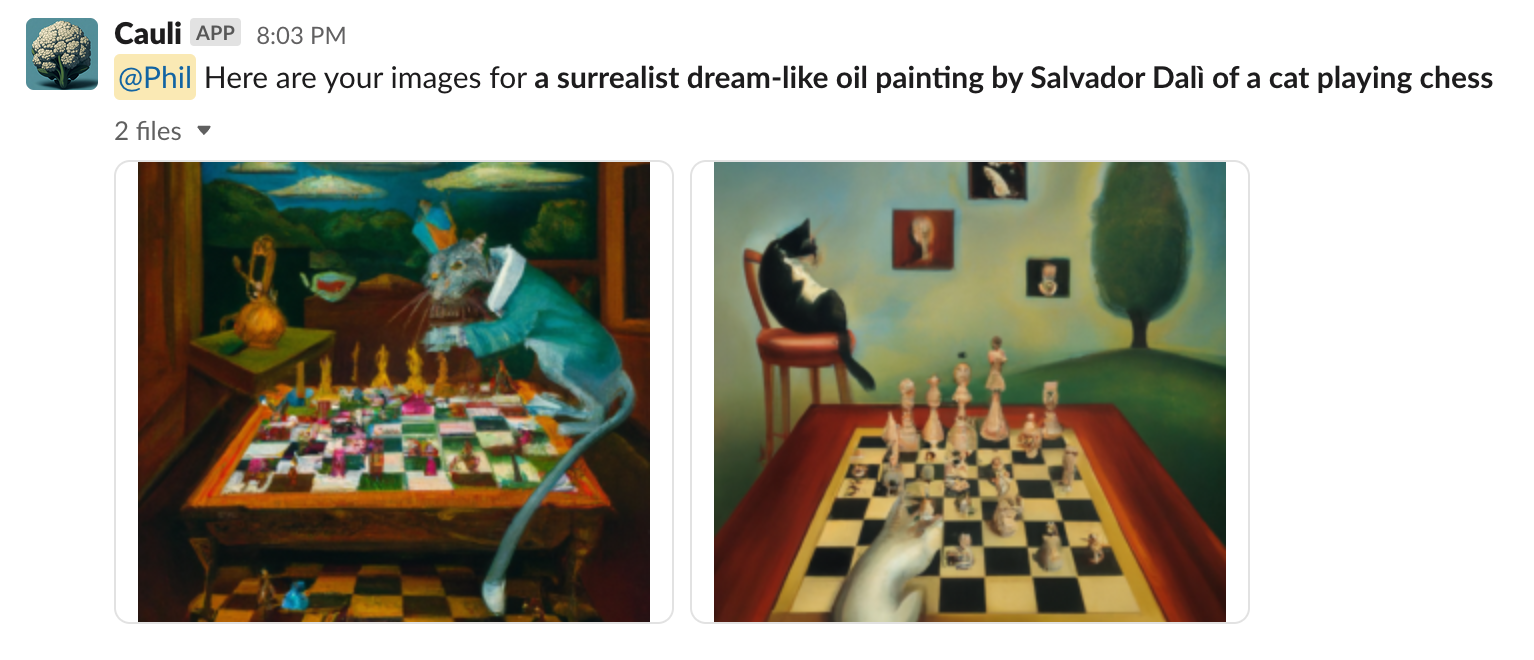 Cauli APP 8:03 PM
@Phil Here are your images for a surrealist dream-like oil painting by Salvador Dalì of a cat playing chess
2 files